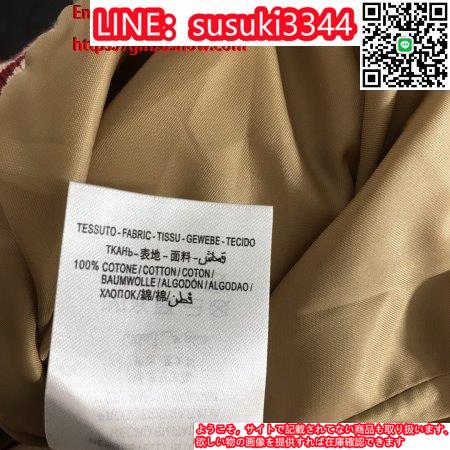 LINE: susuki3344
TESSUTO - FABRIC - TISSU - GEWEBE - TECIDO
ТКАНЬ - 表地 - 面料 - قماش
100% COTONE / COTTON / COTON /
BAUMWOLLE / ALGODÓN / ALGODAO /
ХЛОПОК / 綿 / 棉 / قطن
ようこそ，サイトで記載されてない商品も取り扱います、
欲しい物の画像を提供すれば在庫確認できます